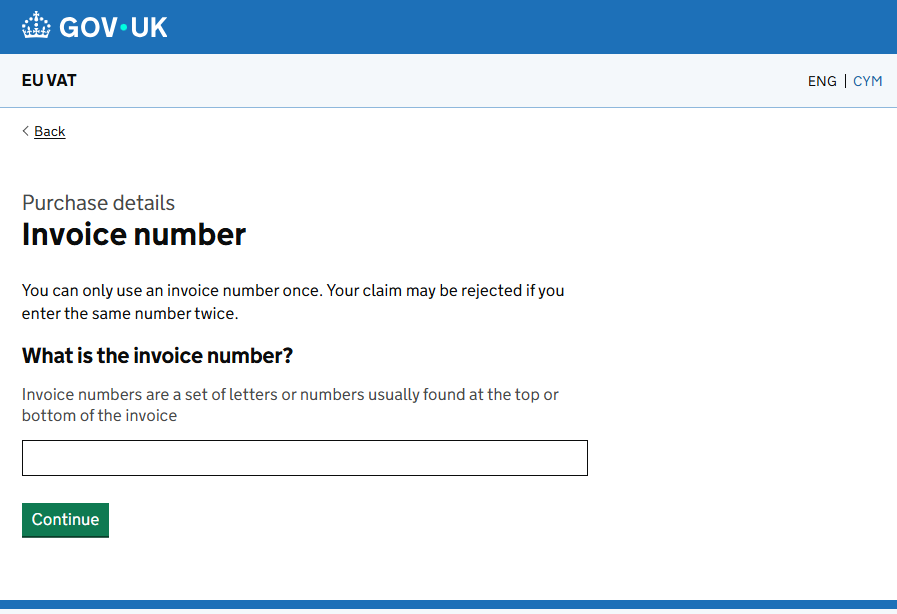 GOV·UK
EU VAT
ENG | CYM
Back
Purchase details
Invoice number
You can only use an invoice number once. Your claim may be rejected if you
enter the same number twice.
What is the invoice number?
Invoice numbers are a set of letters or numbers usually found at the top or
bottom of the invoice
Continue